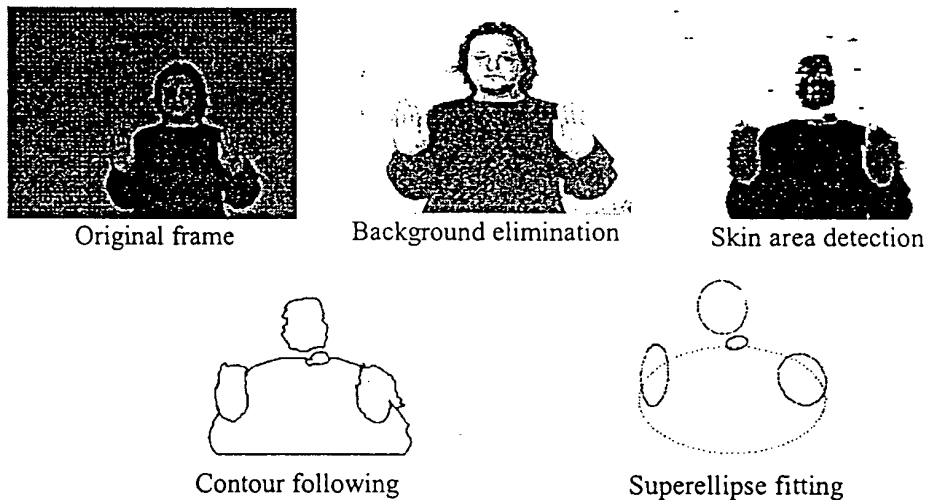 Original frame
Background elimination
Skin area detection
Contour following
Superellipse fitting